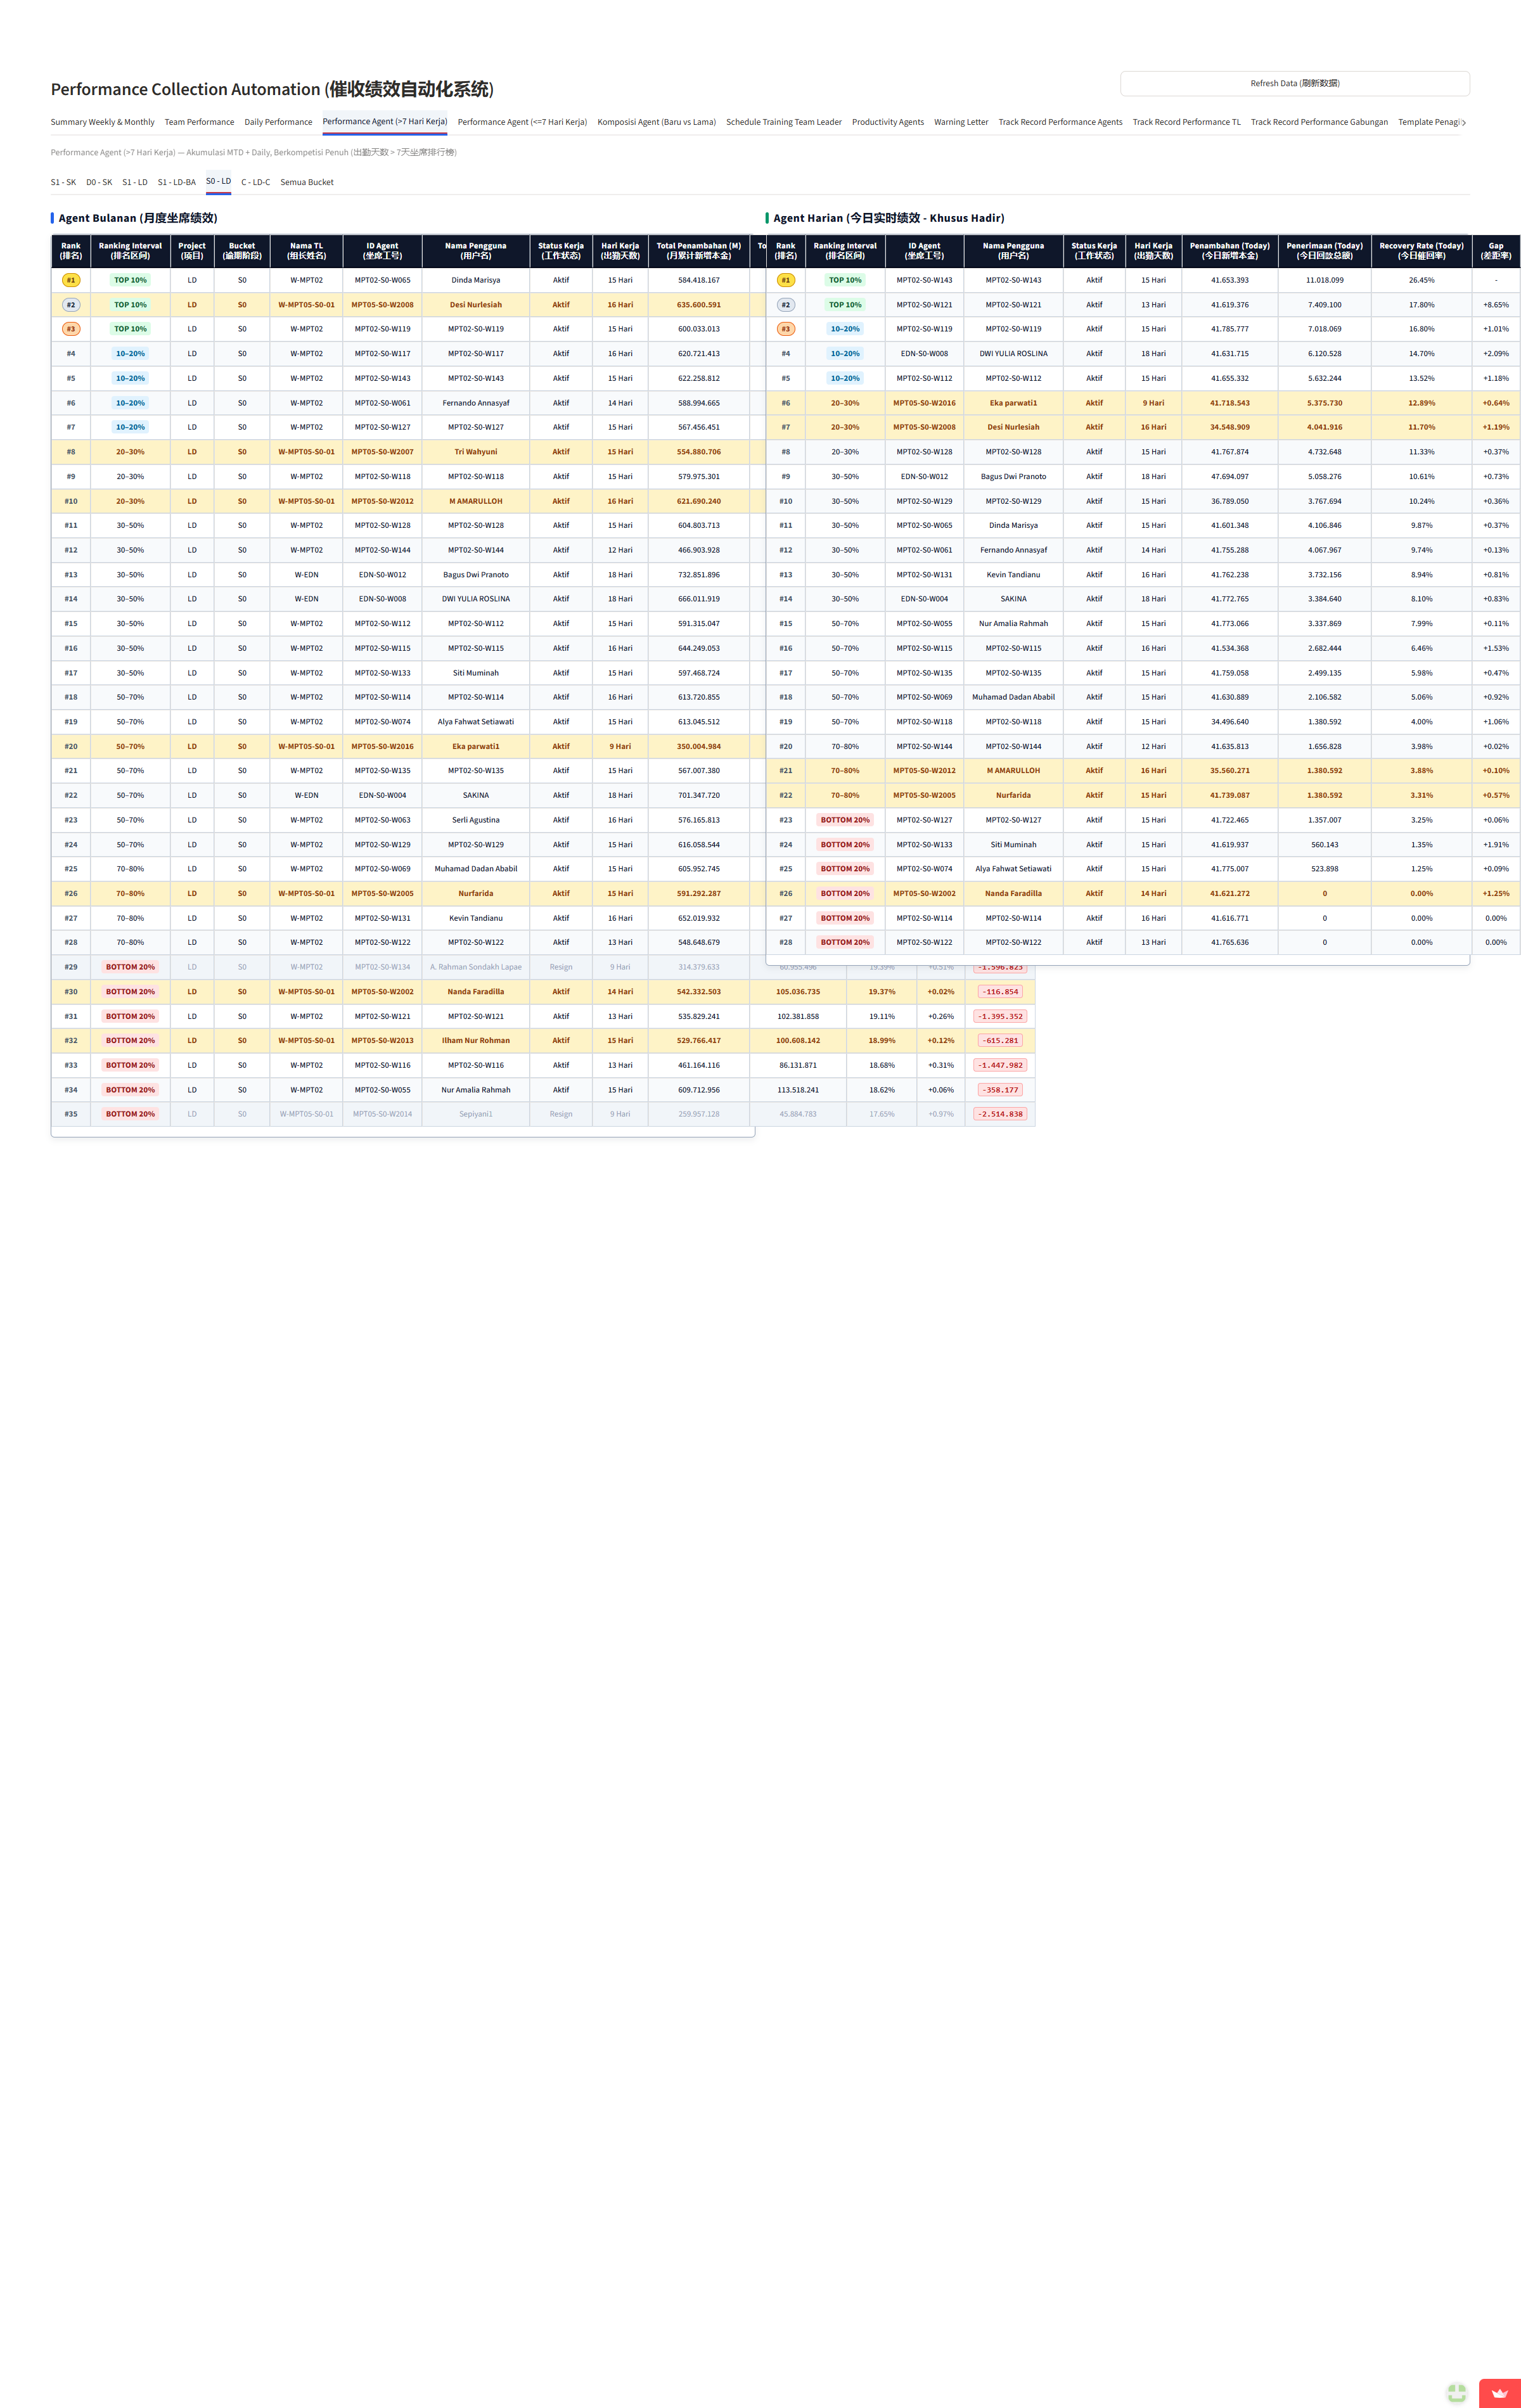 Performance Collection Automation (催收绩效自动化系统)
Refresh Data (刷新数据)
Summary Weekly & Monthly Team Performance Daily Performance Performance Agent (>7 Hari Kerja) Performance Agent (<=7 Hari Kerja) Komposisi Agent (Baru vs Lama) Schedule Training Team Leader Productivity Agents Warning Letter Track Record Performance Agents Track Record Performance TL Track Record Performance Gabungan Template Penagi
Performance Agent (>7 Hari Kerja) — Akumulasi MTD + Daily, Berkompetisi Penuh (出勤天数 > 7天坐席排行榜)
S1 - SK D0 - SK S1 - LD S1 - LD-BA S0 - LD C - LD-C Semua Bucket
Agent Bulanan (月度坐席绩效)
Rank Ranking Interval Project Bucket Nama TL ID Agent Nama Pengguna Status Kerja Hari Kerja Total Penambahan (M) To
(排名) (排名区间) (项目) (逾期阶段) (组长姓名) (坐席工号) (用户名) (工作状态) (出勤天数) (月累计新增本金)
#1 TOP 10% LD S0 W-MPT02 MPT02-S0-W065 Dinda Marisya Aktif 15 Hari 584.418.167
#2 TOP 10% LD S0 W-MPT05-S0-01 MPT05-S0-W2008 Desi Nurlesiah Aktif 16 Hari 635.600.591
#3 TOP 10% LD S0 W-MPT02 MPT02-S0-W119 MPT02-S0-W119 Aktif 15 Hari 600.033.013
#4 10–20% LD S0 W-MPT02 MPT02-S0-W117 MPT02-S0-W117 Aktif 16 Hari 620.721.413
#5 10–20% LD S0 W-MPT02 MPT02-S0-W143 MPT02-S0-W143 Aktif 15 Hari 622.258.812
#6 10–20% LD S0 W-MPT02 MPT02-S0-W061 Fernando Annasyaf Aktif 14 Hari 588.994.665
#7 10–20% LD S0 W-MPT02 MPT02-S0-W127 MPT02-S0-W127 Aktif 15 Hari 567.456.451
#8 20–30% LD S0 W-MPT05-S0-01 MPT05-S0-W2007 Tri Wahyuni Aktif 15 Hari 554.880.706
#9 20–30% LD S0 W-MPT02 MPT02-S0-W118 MPT02-S0-W118 Aktif 15 Hari 579.975.301
#10 20–30% LD S0 W-MPT05-S0-01 MPT05-S0-W2012 M AMARULLOH Aktif 16 Hari 621.690.240
#11 30–50% LD S0 W-MPT02 MPT02-S0-W128 MPT02-S0-W128 Aktif 15 Hari 604.803.713
#12 30–50% LD S0 W-MPT02 MPT02-S0-W144 MPT02-S0-W144 Aktif 12 Hari 466.903.928
#13 30–50% LD S0 W-EDN EDN-S0-W012 Bagus Dwi Pranoto Aktif 18 Hari 732.851.896
#14 30–50% LD S0 W-EDN EDN-S0-W008 DWI YULIA ROSLINA Aktif 18 Hari 666.011.919
#15 30–50% LD S0 W-MPT02 MPT02-S0-W112 MPT02-S0-W112 Aktif 15 Hari 591.315.047
#16 30–50% LD S0 W-MPT02 MPT02-S0-W115 MPT02-S0-W115 Aktif 16 Hari 644.249.053
#17 30–50% LD S0 W-MPT02 MPT02-S0-W133 Siti Muminah Aktif 15 Hari 597.468.724
#18 50–70% LD S0 W-MPT02 MPT02-S0-W114 MPT02-S0-W114 Aktif 16 Hari 613.720.855
#19 50–70% LD S0 W-MPT02 MPT02-S0-W074 Alya Fahwat Setiawati Aktif 15 Hari 613.045.512
#20 50–70% LD S0 W-MPT05-S0-01 MPT05-S0-W2016 Eka parwati1 Aktif 9 Hari 350.004.984
#21 50–70% LD S0 W-MPT02 MPT02-S0-W135 MPT02-S0-W135 Aktif 15 Hari 567.007.380
#22 50–70% LD S0 W-EDN EDN-S0-W004 SAKINA Aktif 18 Hari 701.347.720
#23 50–70% LD S0 W-MPT02 MPT02-S0-W063 Serli Agustina Aktif 16 Hari 576.165.813
#24 50–70% LD S0 W-MPT02 MPT02-S0-W129 MPT02-S0-W129 Aktif 15 Hari 616.058.544
#25 70–80% LD S0 W-MPT02 MPT02-S0-W069 Muhamad Dadan Ababil Aktif 15 Hari 605.952.745
#26 70–80% LD S0 W-MPT05-S0-01 MPT05-S0-W2005 Nurfarida Aktif 15 Hari 591.292.287
#27 70–80% LD S0 W-MPT02 MPT02-S0-W131 Kevin Tandianu Aktif 16 Hari 652.019.932
#28 70–80% LD S0 W-MPT02 MPT02-S0-W122 MPT02-S0-W122 Aktif 13 Hari 548.648.679
#29 BOTTOM 20% LD S0 W-MPT02 MPT02-S0-W134 A. Rahman Sondakh Lapae Resign 9 Hari 314.379.633 19.39% +0.51% -1.596.823
#30 BOTTOM 20% LD S0 W-MPT05-S0-01 MPT05-S0-W2002 Nanda Faradilla Aktif 14 Hari 542.332.503 105.036.735 19.37% +0.02% -116.854
#31 BOTTOM 20% LD S0 W-MPT02 MPT02-S0-W121 MPT02-S0-W121 Aktif 13 Hari 535.829.241 102.381.858 19.11% +0.26% -1.395.352
#32 BOTTOM 20% LD S0 W-MPT05-S0-01 MPT05-S0-W2013 Ilham Nur Rohman Aktif 15 Hari 529.766.417 100.608.142 18.99% +0.12% -615.281
#33 BOTTOM 20% LD S0 W-MPT02 MPT02-S0-W116 MPT02-S0-W116 Aktif 13 Hari 461.164.116 86.131.871 18.68% +0.31% -1.447.982
#34 BOTTOM 20% LD S0 W-MPT02 MPT02-S0-W055 Nur Amalia Rahmah Aktif 15 Hari 609.712.956 113.518.241 18.62% +0.06% -358.177
#35 BOTTOM 20% LD S0 W-MPT05-S0-01 MPT05-S0-W2014 Sepiyani1 Resign 9 Hari 259.957.128 45.884.783 17.65% +0.97% -2.514.838
Agent Harian (今日实时绩效 - Khusus Hadir)
Rank Ranking Interval ID Agent Nama Pengguna Status Kerja Hari Kerja Penambahan (Today) Penerimaan (Today) Recovery Rate (Today) Gap
(排名) (排名区间) (坐席工号) (用户名) (工作状态) (出勤天数) (今日新增本金) (今日回款总额) (今日催回率) (差距率)
#1 TOP 10% MPT02-S0-W143 MPT02-S0-W143 Aktif 15 Hari 41.653.393 11.018.099 26.45% -
#2 TOP 10% MPT02-S0-W121 MPT02-S0-W121 Aktif 13 Hari 41.619.376 7.409.100 17.80% +8.65%
#3 10–20% MPT02-S0-W119 MPT02-S0-W119 Aktif 15 Hari 41.785.777 7.018.069 16.80% +1.01%
#4 10–20% EDN-S0-W008 DWI YULIA ROSLINA Aktif 18 Hari 41.631.715 6.120.528 14.70% +2.09%
#5 10–20% MPT02-S0-W112 MPT02-S0-W112 Aktif 15 Hari 41.655.332 5.632.244 13.52% +1.18%
#6 20–30% MPT05-S0-W2016 Eka parwati1 Aktif 9 Hari 41.718.543 5.375.730 12.89% +0.64%
#7 20–30% MPT05-S0-W2008 Desi Nurlesiah Aktif 16 Hari 34.548.909 4.041.916 11.70% +1.19%
#8 20–30% MPT02-S0-W128 MPT02-S0-W128 Aktif 15 Hari 41.767.874 4.732.648 11.33% +0.37%
#9 30–50% EDN-S0-W012 Bagus Dwi Pranoto Aktif 18 Hari 47.694.097 5.058.276 10.61% +0.73%
#10 30–50% MPT02-S0-W129 MPT02-S0-W129 Aktif 15 Hari 36.789.050 3.767.694 10.24% +0.36%
#11 30–50% MPT02-S0-W065 Dinda Marisya Aktif 15 Hari 41.601.348 4.106.846 9.87% +0.37%
#12 30–50% MPT02-S0-W061 Fernando Annasyaf Aktif 14 Hari 41.755.288 4.067.967 9.74% +0.13%
#13 30–50% MPT02-S0-W131 Kevin Tandianu Aktif 16 Hari 41.762.238 3.732.156 8.94% +0.81%
#14 30–50% EDN-S0-W004 SAKINA Aktif 18 Hari 41.772.765 3.384.640 8.10% +0.83%
#15 50–70% MPT02-S0-W055 Nur Amalia Rahmah Aktif 15 Hari 41.773.066 3.337.869 7.99% +0.11%
#16 50–70% MPT02-S0-W115 MPT02-S0-W115 Aktif 16 Hari 41.534.368 2.682.444 6.46% +1.53%
#17 50–70% MPT02-S0-W135 MPT02-S0-W135 Aktif 15 Hari 41.759.058 2.499.135 5.98% +0.47%
#18 50–70% MPT02-S0-W069 Muhamad Dadan Ababil Aktif 15 Hari 41.630.889 2.106.582 5.06% +0.92%
#19 50–70% MPT02-S0-W118 MPT02-S0-W118 Aktif 15 Hari 34.496.640 1.380.592 4.00% +1.06%
#20 70–80% MPT02-S0-W144 MPT02-S0-W144 Aktif 12 Hari 41.635.813 1.656.828 3.98% +0.02%
#21 70–80% MPT05-S0-W2012 M AMARULLOH Aktif 16 Hari 35.560.271 1.380.592 3.88% +0.10%
#22 70–80% MPT05-S0-W2005 Nurfarida Aktif 15 Hari 41.739.087 1.380.592 3.31% +0.57%
#23 BOTTOM 20% MPT02-S0-W127 MPT02-S0-W127 Aktif 15 Hari 41.722.465 1.357.007 3.25% +0.06%
#24 BOTTOM 20% MPT02-S0-W133 Siti Muminah Aktif 15 Hari 41.619.937 560.143 1.35% +1.91%
#25 BOTTOM 20% MPT02-S0-W074 Alya Fahwat Setiawati Aktif 15 Hari 41.775.007 523.898 1.25% +0.09%
#26 BOTTOM 20% MPT05-S0-W2002 Nanda Faradilla Aktif 14 Hari 41.621.272 0 0.00% +1.25%
#27 BOTTOM 20% MPT02-S0-W114 MPT02-S0-W114 Aktif 16 Hari 41.616.771 0 0.00% 0.00%
#28 BOTTOM 20% MPT02-S0-W122 MPT02-S0-W122 Aktif 13 Hari 41.765.636 0 0.00% 0.00%